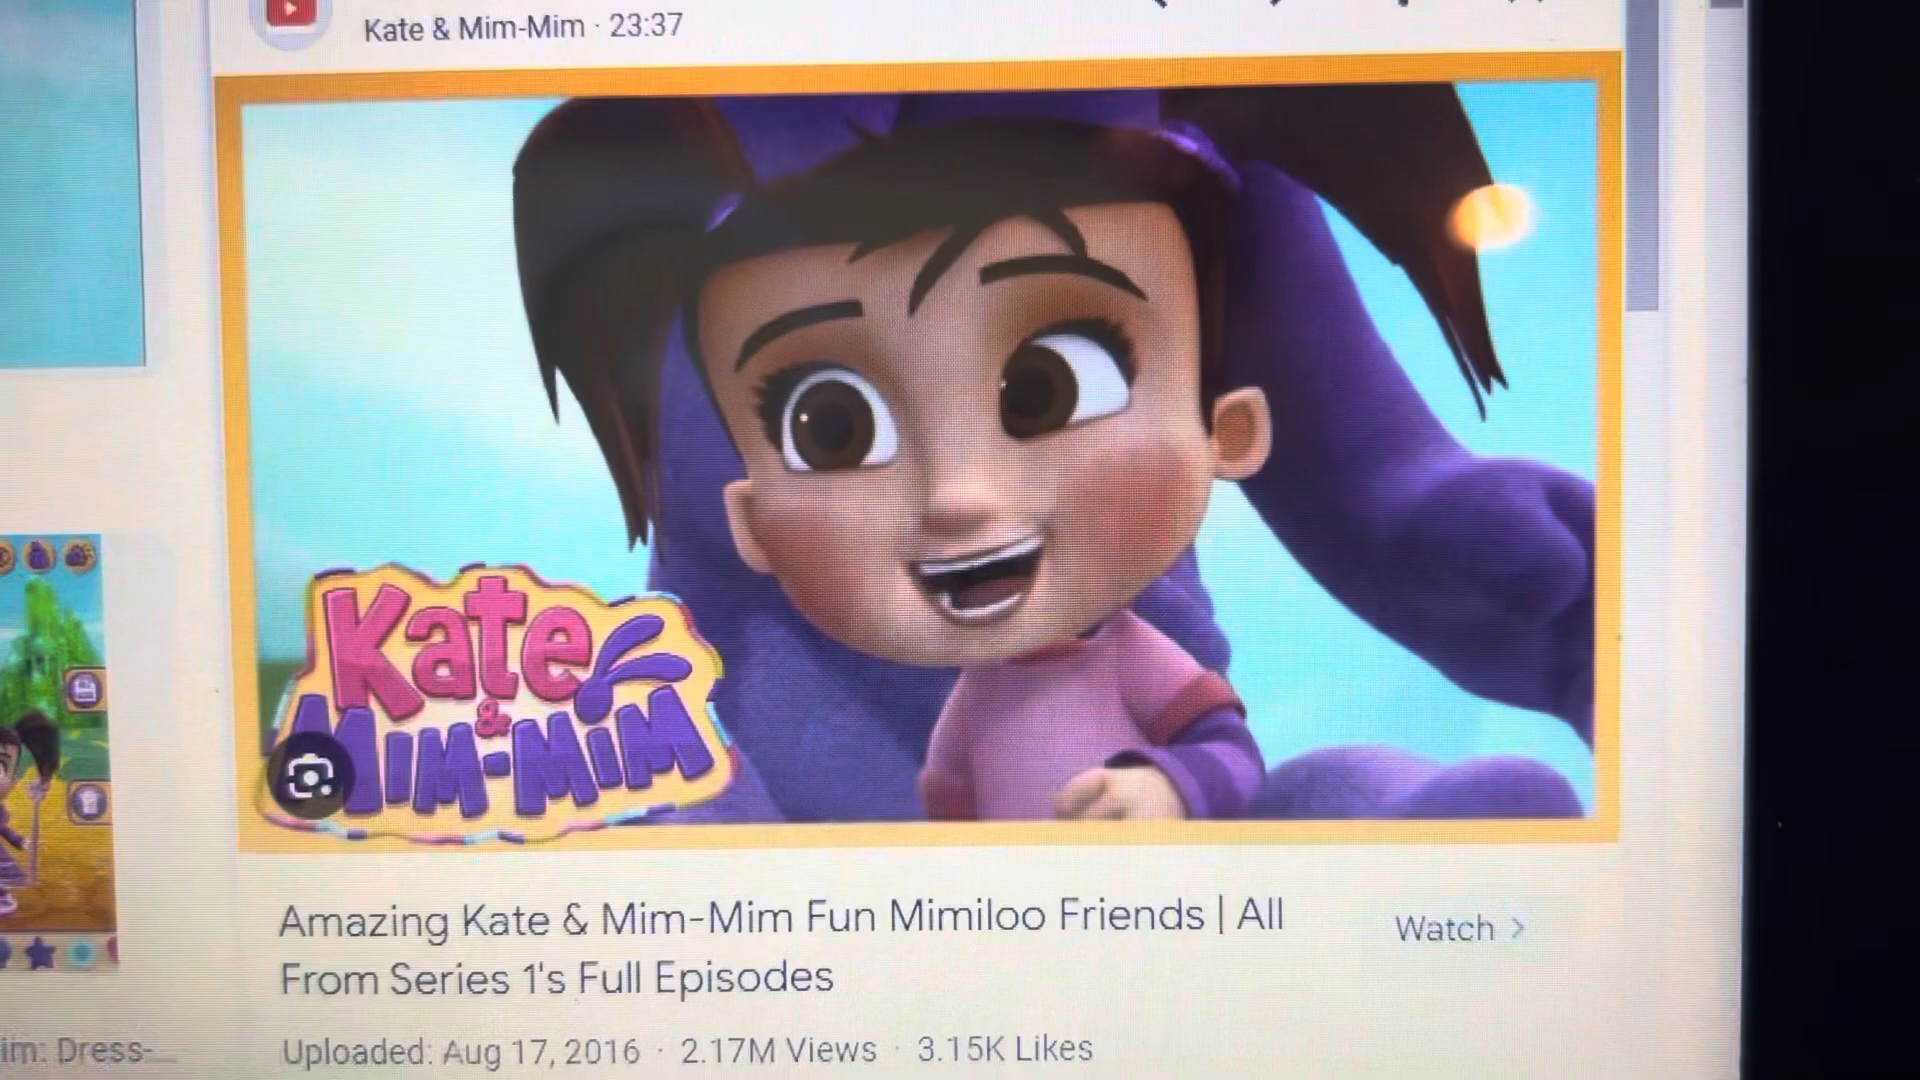 Kate & Mim-Mim · 23:37
Kate
&
MiM-MiM
Amazing Kate & Mim-Mim Fun Mimiloo Friends | All
From Series 1's Full Episodes
Watch >
im: Dress-...
Uploaded: Aug 17, 2016 · 2.17M Views · 3.15K Likes